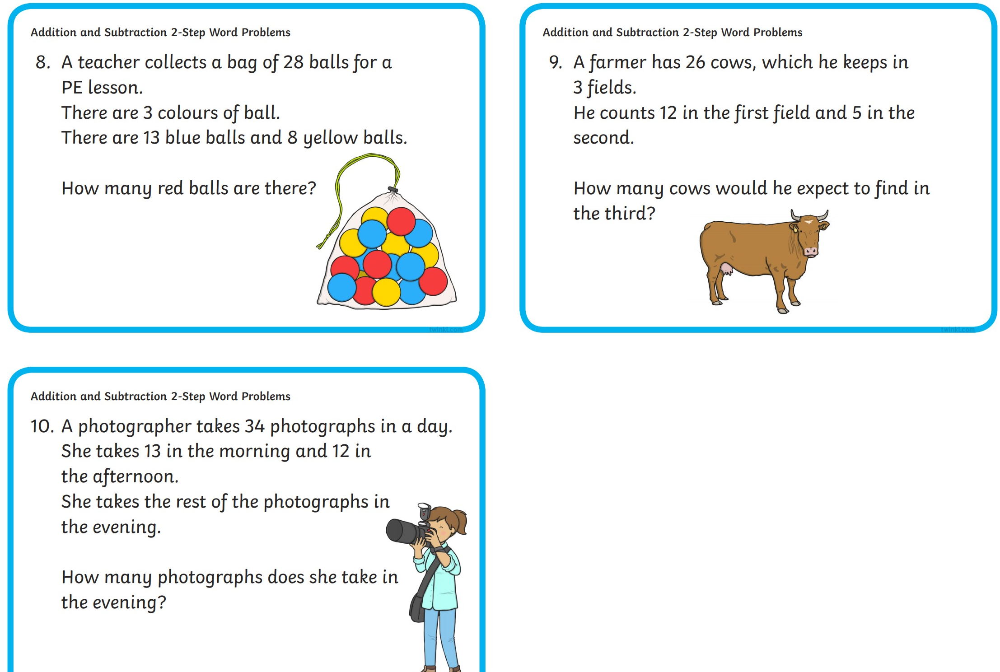 Addition and Subtraction 2-Step Word Problems
8. A teacher collects a bag of 28 balls for a
PE lesson.
There are 3 colours of ball.
There are 13 blue balls and 8 yellow balls.
How many red balls are there?
twinkl.com
Addition and Subtraction 2-Step Word Problems
9. A farmer has 26 cows, which he keeps in
3 fields.
He counts 12 in the first field and 5 in the
second.
How many cows would he expect to find in
the third?
twinkl.com
Addition and Subtraction 2-Step Word Problems
10. A photographer takes 34 photographs in a day.
She takes 13 in the morning and 12 in
the afternoon.
She takes the rest of the photographs in
the evening.
How many photographs does she take in
the evening?